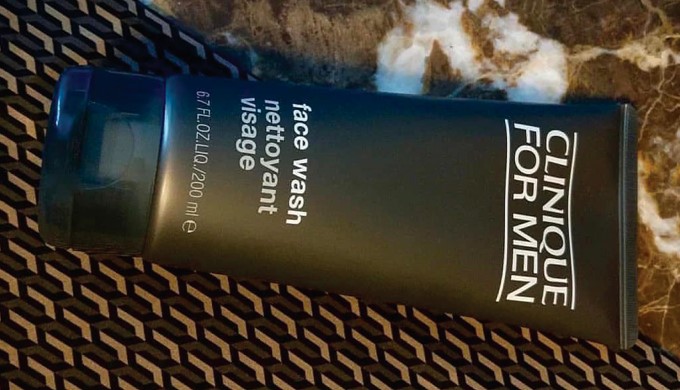 CLINIQUE
FOR MEN
face wash
nettoyant
visage
6.7 FL.OZ.LIQ./200 ml ℮